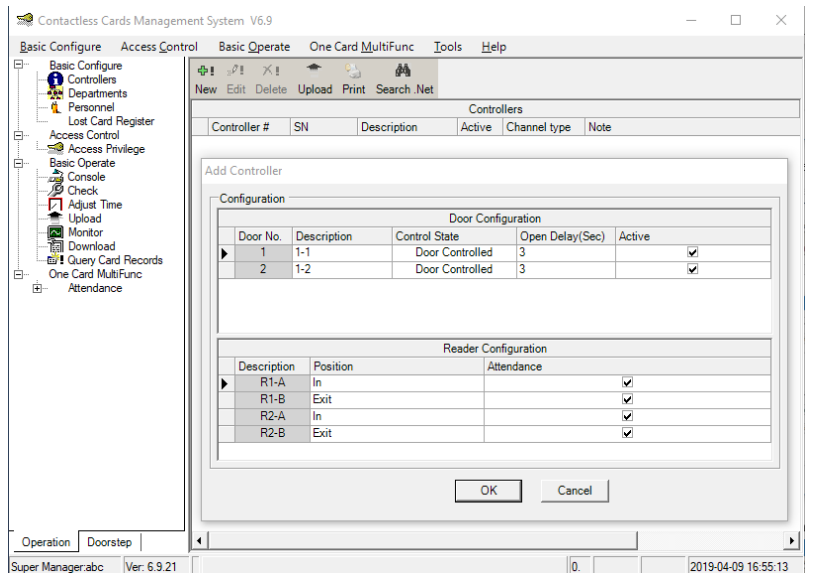 Contactless Cards Management System V6.9
Basic Configure Access Control Basic Operate One Card MultiFunc Tools Help
Basic Configure
Controllers
Departments
Personnel
Lost Card Register
Access Control
Access Privilege
Basic Operate
Console
Check
Adjust Time
Upload
Monitor
Download
Query Card Records
One Card MultiFunc
Attendance
Operation Doorstep
New Edit Delete Upload Print Search .Net
Controllers
Controller # SN Description Active Channel type Note
Add Controller
Configuration
Door Configuration
Door No. Description Control State Open Delay(Sec) Active
1 1-1 Door Controlled 3
2 1-2 Door Controlled 3
Reader Configuration
Description Position Attendance
R1-A In
R1-B Exit
R2-A In
R2-B Exit
OK Cancel
Super Manager:abc Ver: 6.9.21 0. 2019-04-09 16:55:13